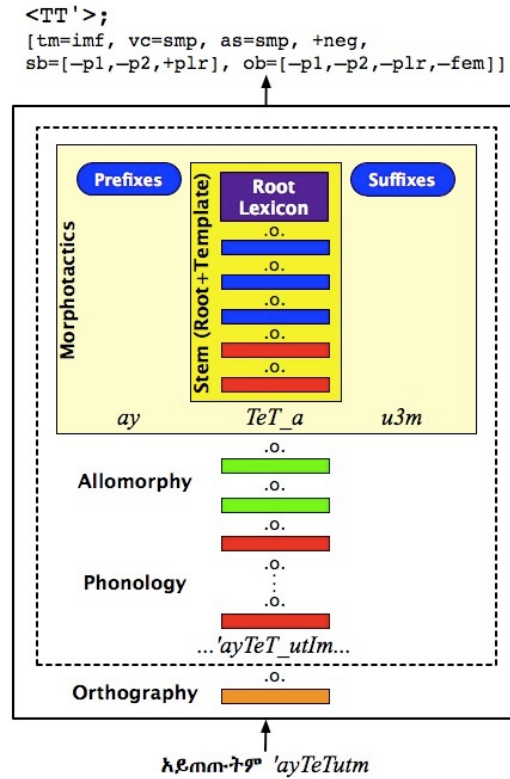 <TT'>;
[tm=imf, vc=smp, as=smp, +neg,
sb=[–p1,–p2,+plr], ob=[–p1,–p2,–plr,–fem]]
Prefixes
Root
Lexicon
Suffixes
Morphotactics
Stem (Root+Template)
.o.
.o.
.o.
.o.
.o.
ay TeT_a u3m
.o.
Allomorphy
.o.
.o.
.o.
Phonology
.o.
...'ayTeT_utIm...
.o.
Orthography
አይጠጡትም 'ayTeTutm